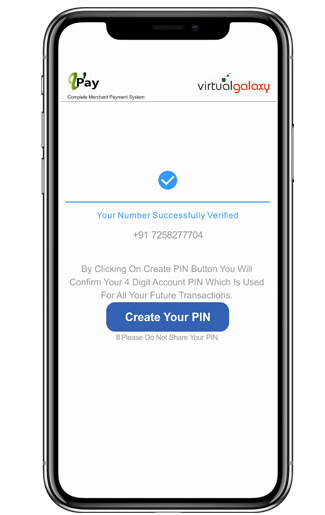 Pay
Complete Merchant Payment System
virtualgalaxy
Your Number Successfully Verified
+91 7258277704
By Clicking On Create PIN Button You Will
Confirm Your 4 Digit Account PIN Which Is Used
For All Your Future Transactions.
Create Your PIN
Please Do Not Share Your PIN.